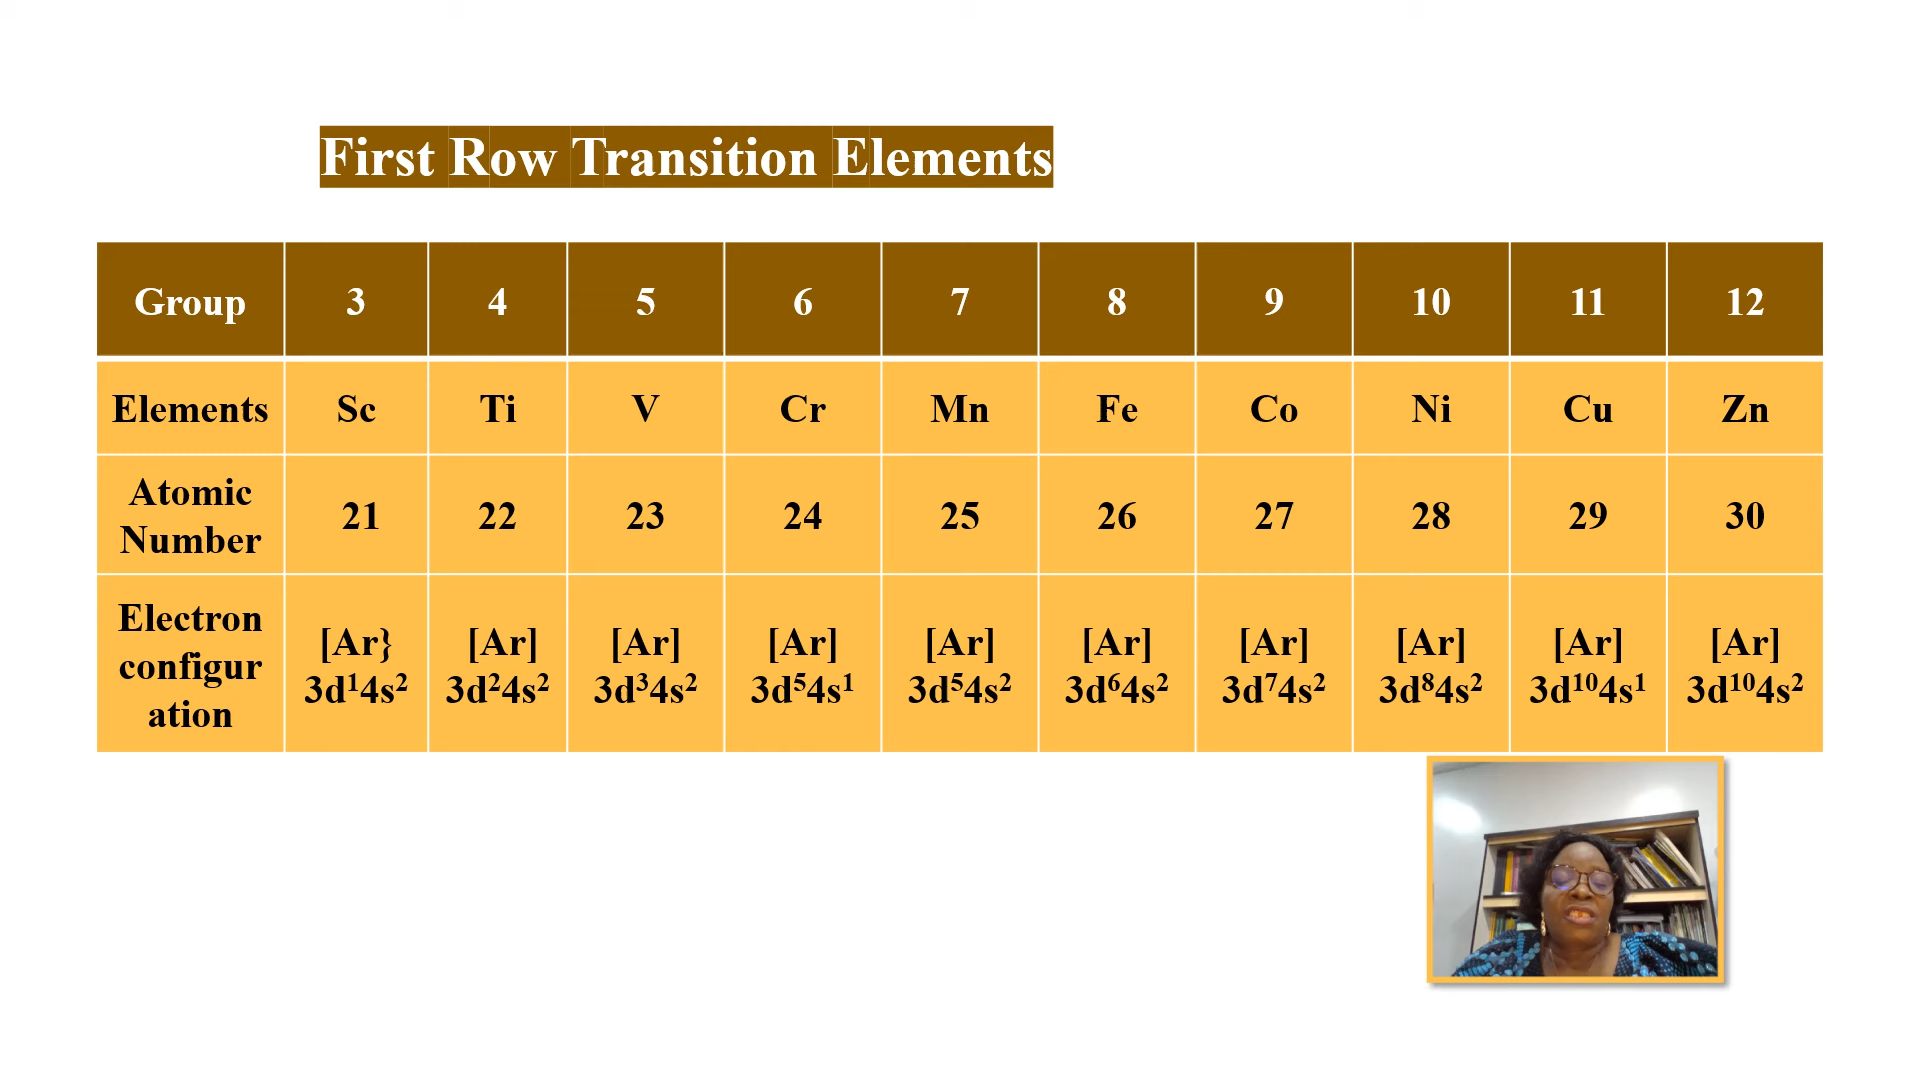 First Row Transition Elements
Group 3 4 5 6 7 8 9 10 11 12
Elements Sc Ti V Cr Mn Fe Co Ni Cu Zn
Atomic Number 21 22 23 24 25 26 27 28 29 30
Electron configur ation [Ar} 3d¹4s² [Ar] 3d²4s² [Ar] 3d³4s² [Ar] 3d⁵4s¹ [Ar] 3d⁵4s² [Ar] 3d⁶4s² [Ar] 3d⁷4s² [Ar] 3d⁸4s² [Ar] 3d¹⁰4s¹ [Ar] 3d¹⁰4s²